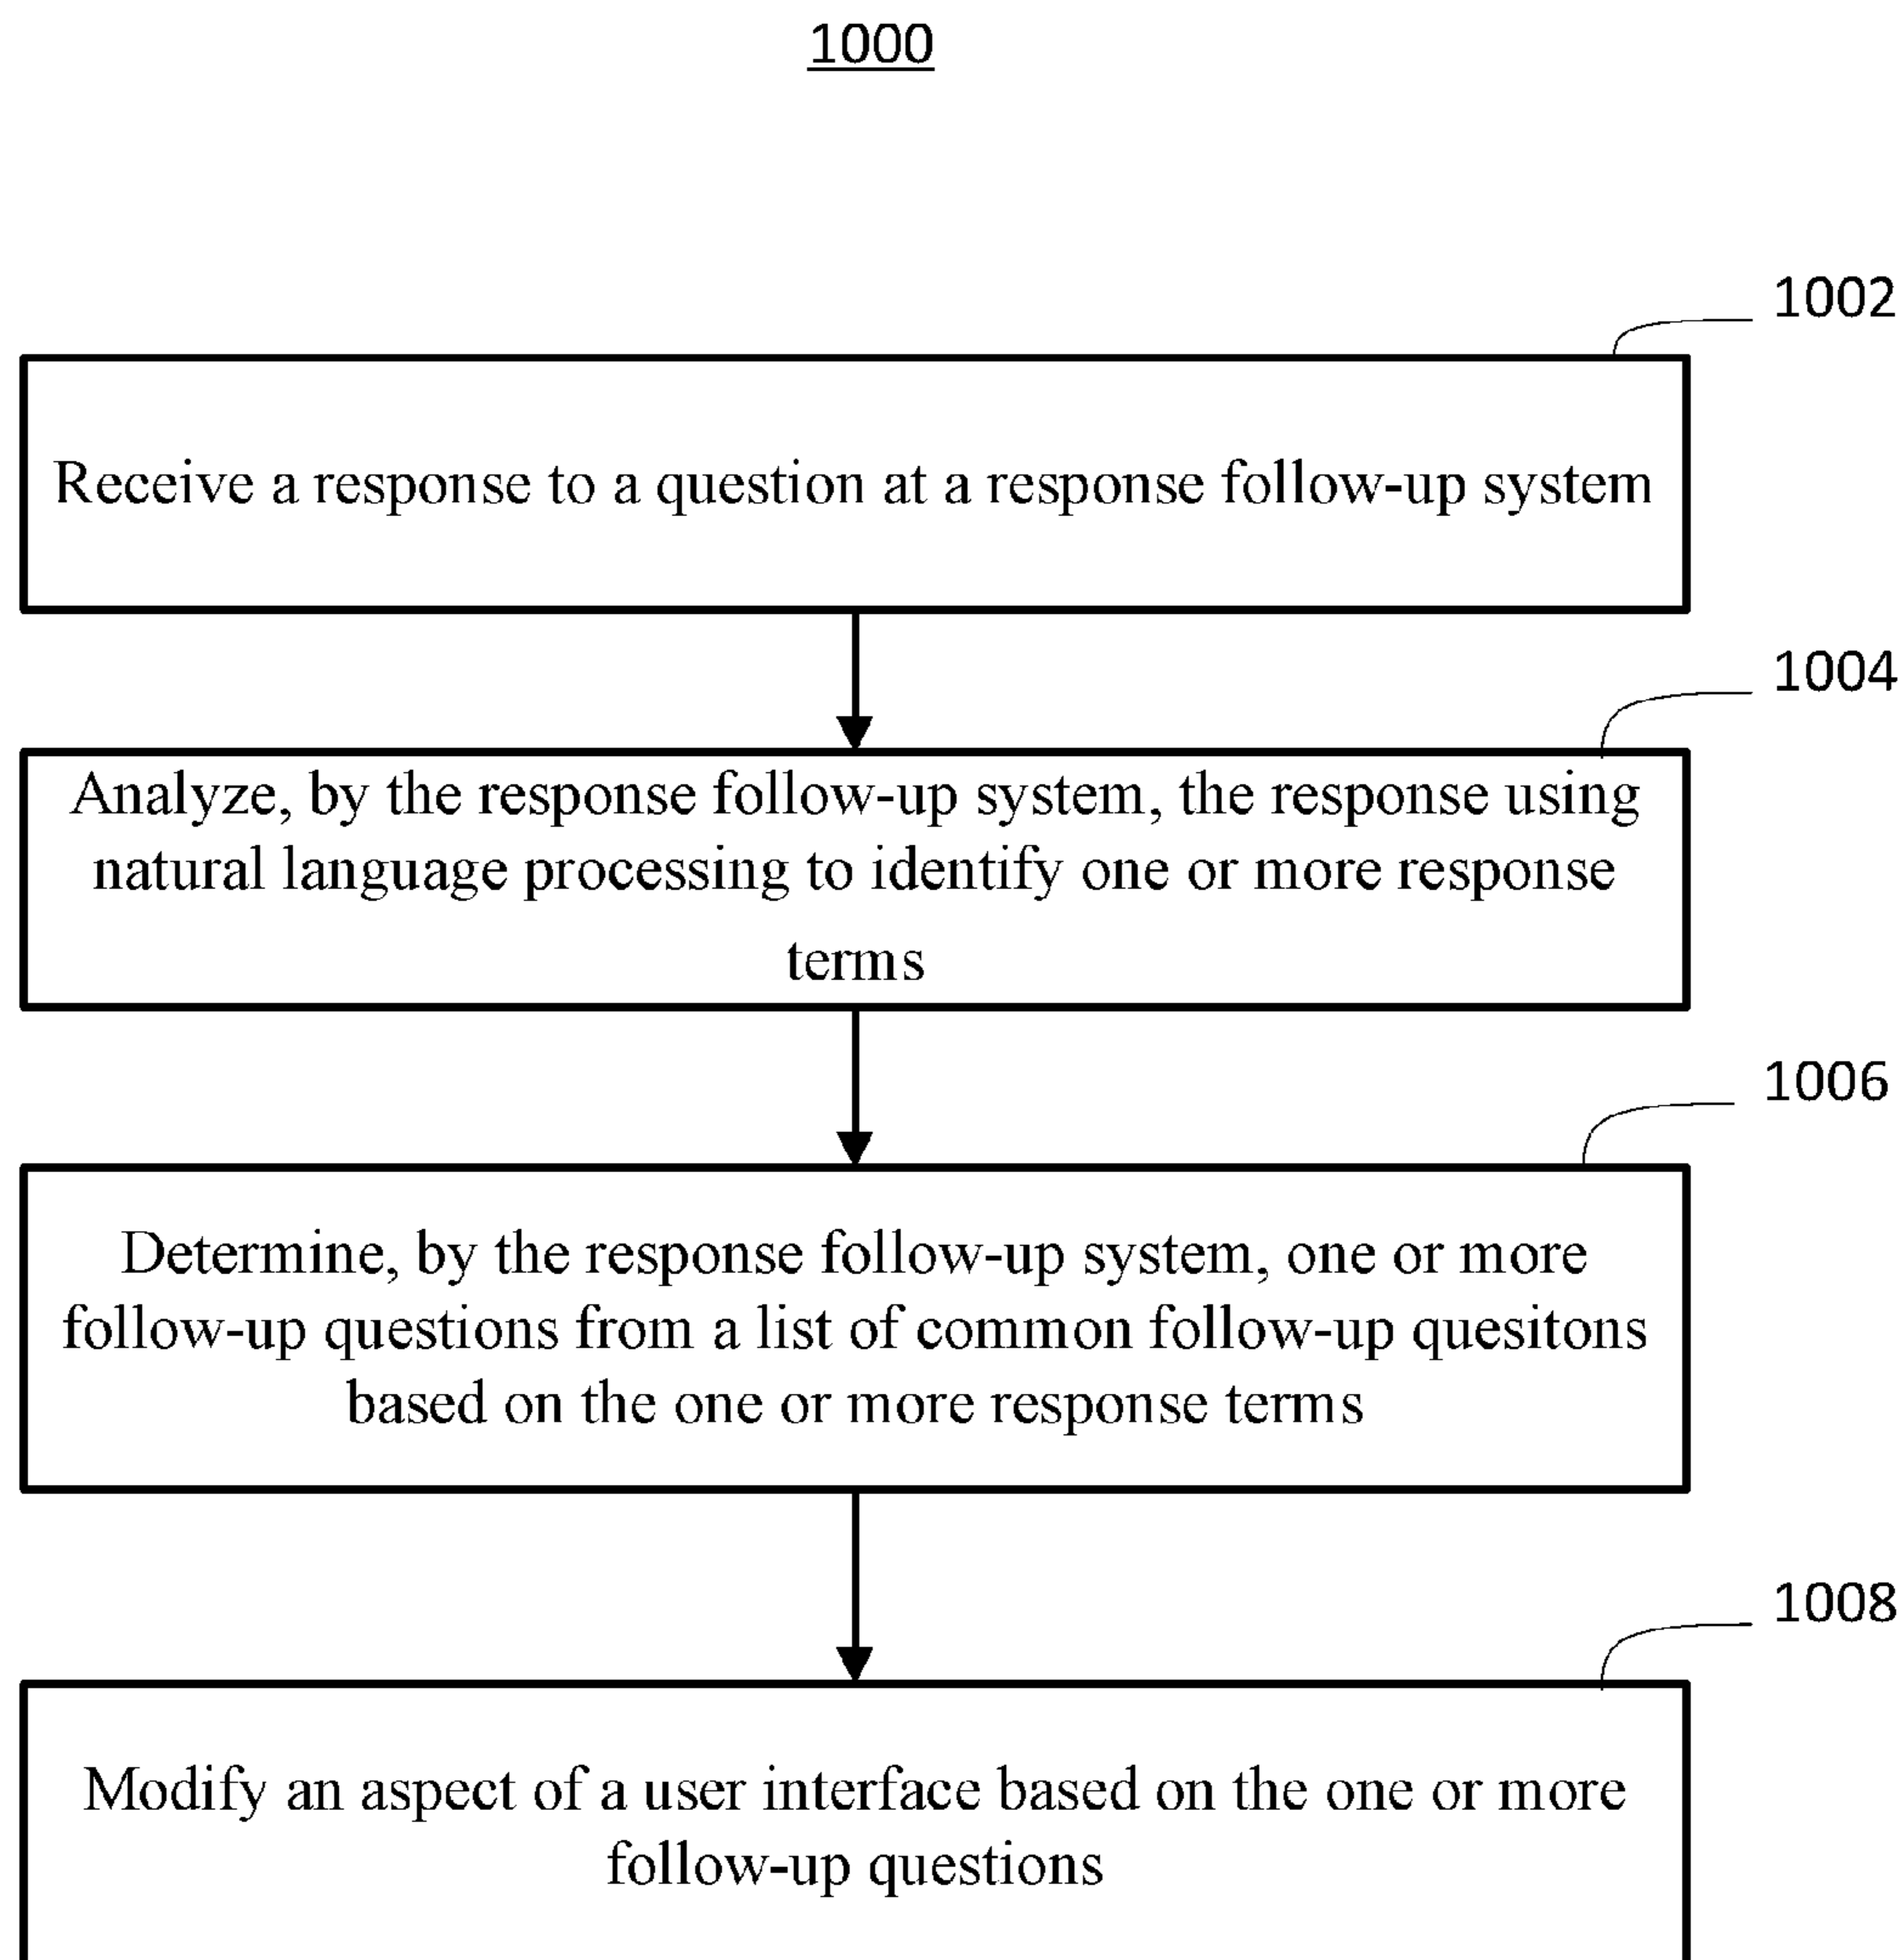 1000
1002
Receive a response to a question at a response follow-up system
1004
Analyze, by the response follow-up system, the response using
natural language processing to identify one or more response
terms
1006
Determine, by the response follow-up system, one or more
follow-up questions from a list of common follow-up quesitons
based on the one or more response terms
1008
Modify an aspect of a user interface based on the one or more
follow-up questions